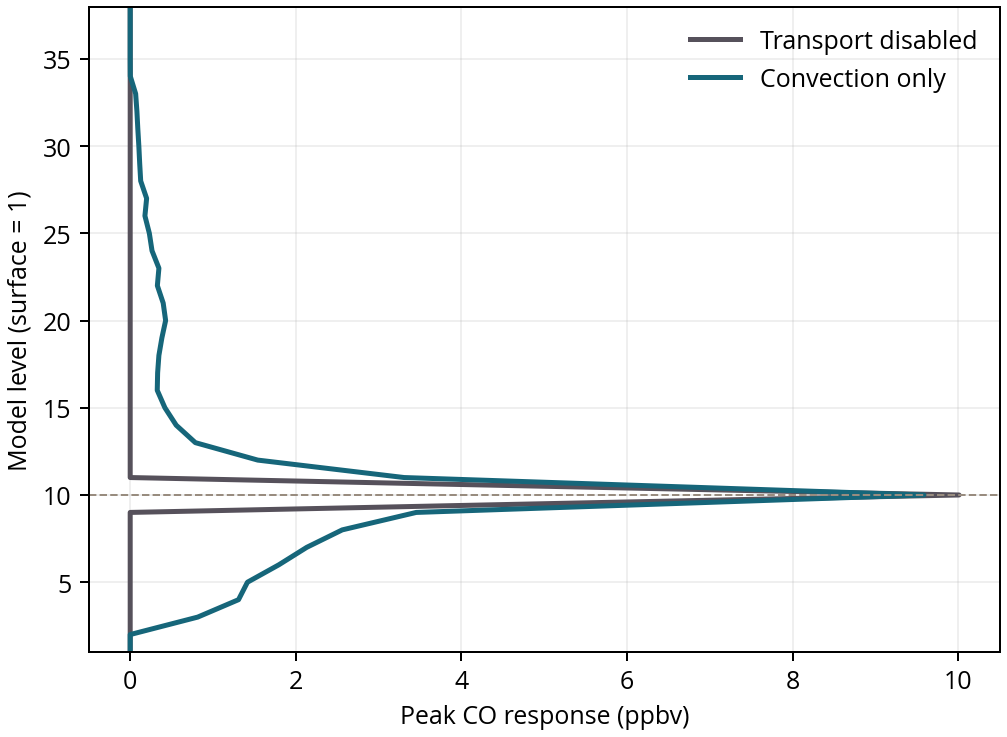 Transport disabled
Convection only
Model level (surface = 1)
35
30
25
20
15
10
5
0 2 4 6 8 10
Peak CO response (ppbv)